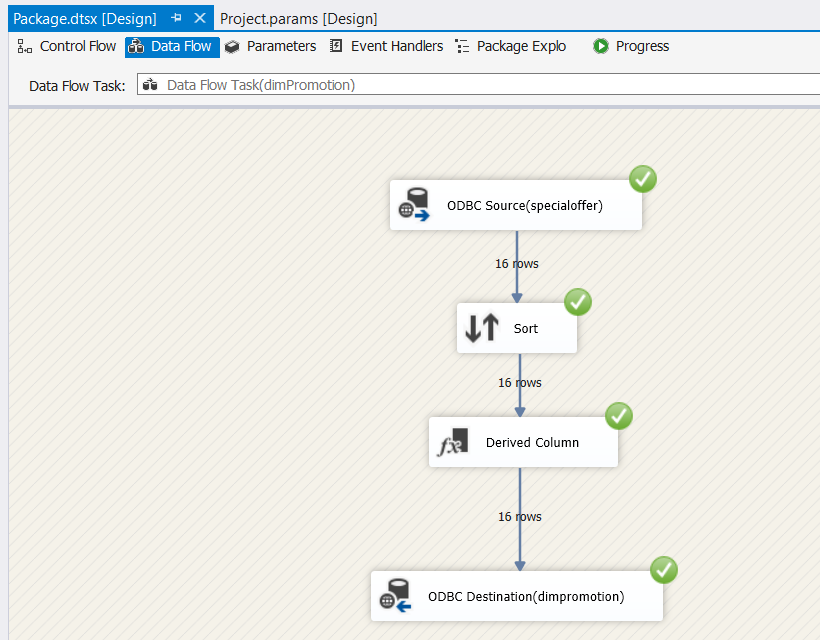 Package.dtsx [Design] Project.params [Design]
Control Flow Data Flow Parameters Event Handlers Package Explo Progress
Data Flow Task: Data Flow Task(dimPromotion)
ODBC Source(specialoffer)
16 rows
Sort
16 rows
fx Derived Column
16 rows
ODBC Destination(dimpromotion)